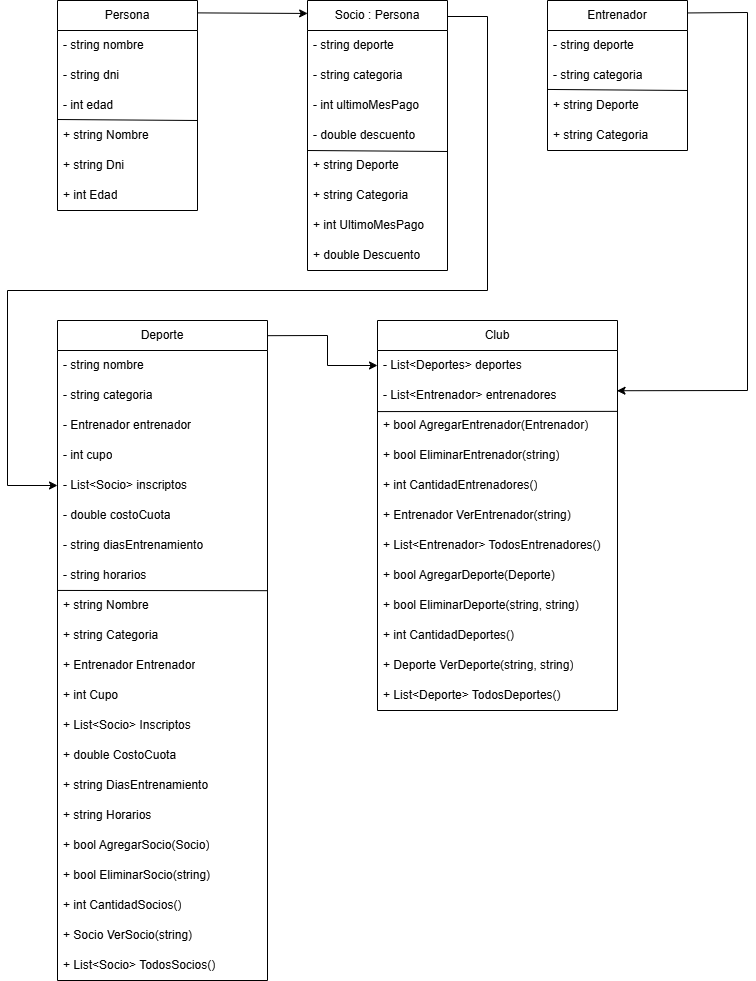 Persona
- string nombre
- string dni
- int edad
+ string Nombre
+ string Dni
+ int Edad
Socio : Persona
- string deporte
- string categoria
- int ultimoMesPago
- double descuento
+ string Deporte
+ string Categoria
+ int UltimoMesPago
+ double Descuento
Entrenador
- string deporte
- string categoria
+ string Deporte
+ string Categoria
Deporte
- string nombre
- string categoria
- Entrenador entrenador
- int cupo
- List<Socio> inscriptos
- double costoCuota
- string diasEntrenamiento
- string horarios
+ string Nombre
+ string Categoria
+ Entrenador Entrenador
+ int Cupo
+ List<Socio> Inscriptos
+ double CostoCuota
+ string DiasEntrenamiento
+ string Horarios
+ bool AgregarSocio(Socio)
+ bool EliminarSocio(string)
+ int CantidadSocios()
+ Socio VerSocio(string)
+ List<Socio> TodosSocios()
Club
- List<Deportes> deportes
- List<Entrenador> entrenadores
+ bool AgregarEntrenador(Entrenador)
+ bool EliminarEntrenador(string)
+ int CantidadEntrenadores()
+ Entrenador VerEntrenador(string)
+ List<Entrenador> TodosEntrenadores()
+ bool AgregarDeporte(Deporte)
+ bool EliminarDeporte(string, string)
+ int CantidadDeportes()
+ Deporte VerDeporte(string, string)
+ List<Deporte> TodosDeportes()